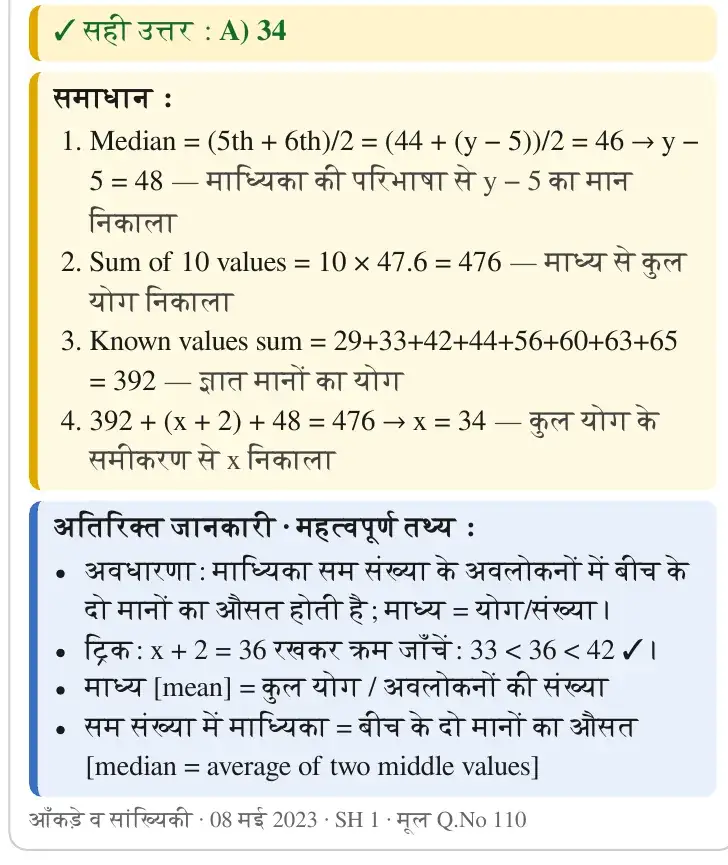 ✓ सही उत्तर : A) 34
समाधान :
1. Median = (5th + 6th)/2 = (44 + (y − 5))/2 = 46 → y −
5 = 48 — माध्यिका की परिभाषा से y − 5 का मान
निकाला
2. Sum of 10 values = 10 × 47.6 = 476 — माध्य से कुल
योग निकाला
3. Known values sum = 29+33+42+44+56+60+63+65
= 392 — ज्ञात मानों का योग
4. 392 + (x + 2) + 48 = 476 → x = 34 — कुल योग के
समीकरण से x निकाला
अतिरिक्त जानकारी · महत्वपूर्ण तथ्य :
• अवधारणा : माध्यिका सम संख्या के अवलोकनों में बीच के
दो मानों का औसत होती है ; माध्य = योग/संख्या।
• ट्रिक : x + 2 = 36 रखकर क्रम जाँचें : 33 < 36 < 42 ✓।
• माध्य [mean] = कुल योग / अवलोकनों की संख्या
• सम संख्या में माध्यिका = बीच के दो मानों का औसत
[median = average of two middle values]
आँकड़े व सांख्यिकी · 08 मई 2023 · SH 1 · मूल Q.No 110